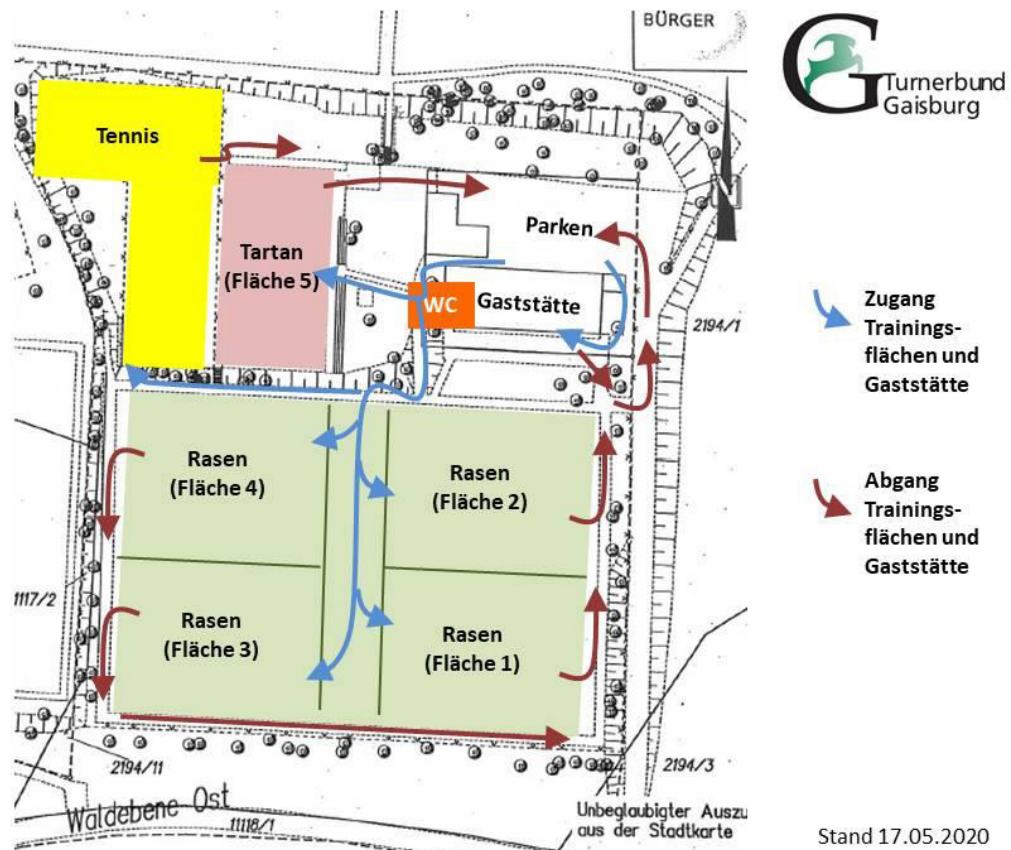 BÜRGER
Turnerbund
Gaisburg
Tennis
Tartan
(Fläche 5)
Parken
WC
Gaststätte
2194/1
Zugang
Trainings-
flächen und
Gaststätte
Rasen
(Fläche 4)
Rasen
(Fläche 2)
Abgang
Trainings-
flächen und
Gaststätte
1117/2
Rasen
(Fläche 3)
Rasen
(Fläche 1)
2194/11
2194/3
Waldebene Ost
11118/1
Unbeglaubigter Auszu
aus der Stadtkarte
Stand 17.05.2020